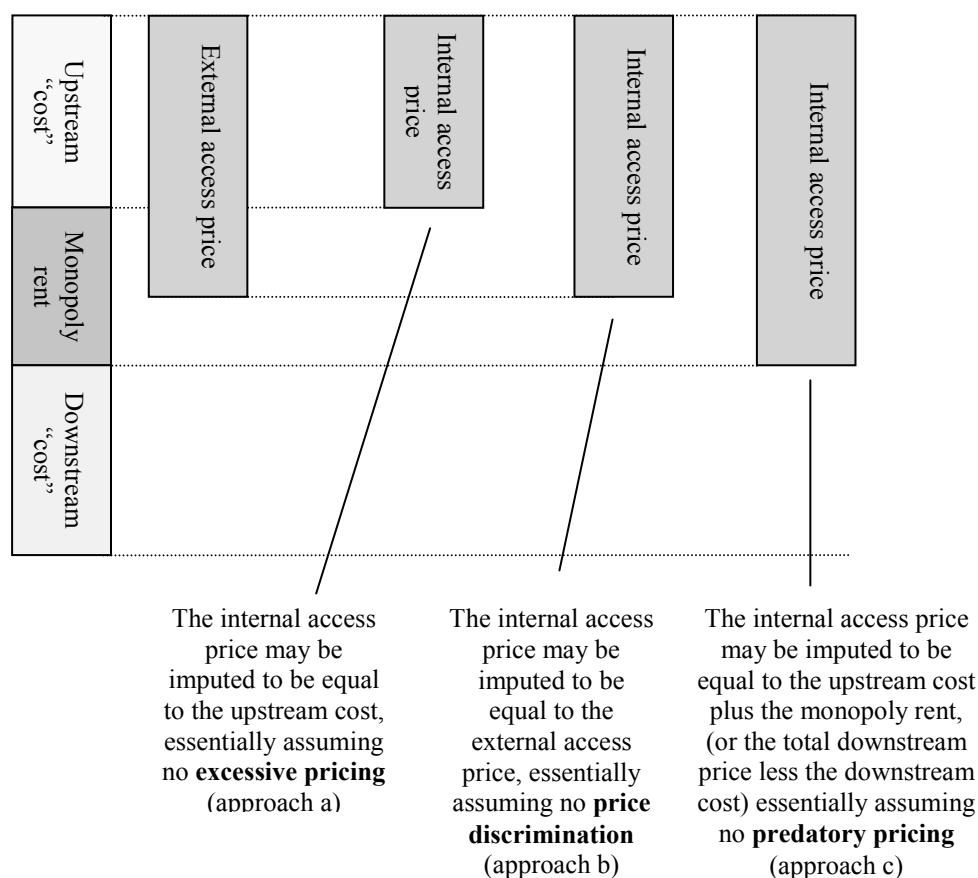 Upstream
“cost”
Monopoly
rent
Downstream
“cost”
External access price
Internal access
price
Internal access price
Internal access price
The internal access
price may be
imputed to be equal
to the upstream cost,
essentially assuming
no excessive pricing
(approach a)
The internal access
price may be
imputed to be
equal to the
external access
price, essentially
assuming no price
discrimination
(approach b)
The internal access price
may be imputed to be
equal to the upstream cost
plus the monopoly rent,
(or the total downstream
price less the downstream
cost) essentially assuming
no predatory pricing
(approach c)